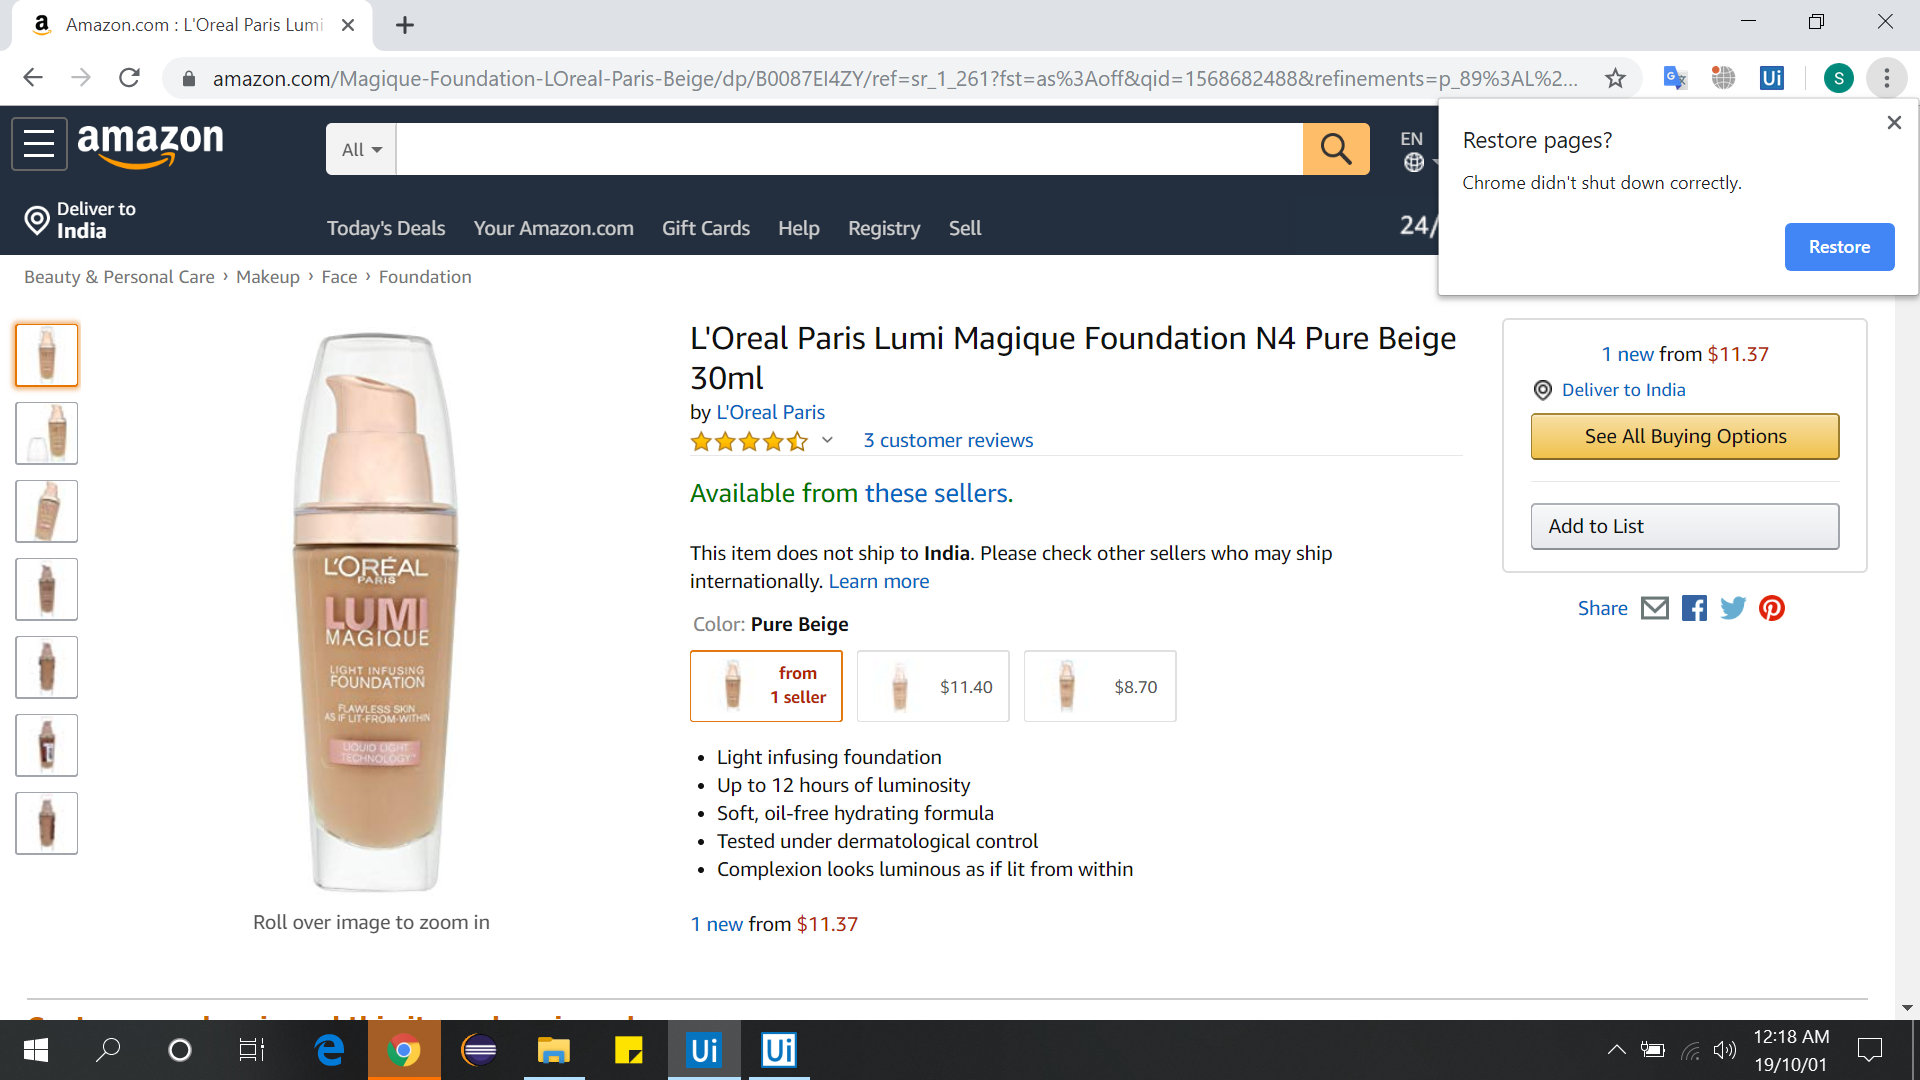 Amazon.com : L'Oreal Paris Lumi
amazon.com/Magique-Foundation-LOreal-Paris-Beige/dp/B0087EI4ZY/ref=sr_1_261?fst=as%3Aoff&qid=1568682488&refinements=p_89%3AL%2...
Ui
S
Restore pages?
Chrome didn't shut down correctly.
Restore
amazon
All
EN
Deliver to
India
Today's Deals
Your Amazon.com
Gift Cards
Help
Registry
Sell
24/
Beauty & Personal Care › Makeup › Face › Foundation
L'ORÉAL
PARIS
LUMI
MAGIQUE
LIGHT INFUSING
FOUNDATION
FLAWLESS SKIN
AS IF LIT-FROM-WITHIN
LIQUID LIGHT
TECHNOLOGY™
Roll over image to zoom in
L'Oreal Paris Lumi Magique Foundation N4 Pure Beige
30ml
by L'Oreal Paris
3 customer reviews
Available from these sellers.
This item does not ship to India. Please check other sellers who may ship
internationally. Learn more
Color: Pure Beige
from
1 seller
$11.40
$8.70
• Light infusing foundation
• Up to 12 hours of luminosity
• Soft, oil-free hydrating formula
• Tested under dermatological control
• Complexion looks luminous as if lit from within
1 new from $11.37
1 new from $11.37
Deliver to India
See All Buying Options
Add to List
Share
Ui
Ui
12:18 AM
19/10/01